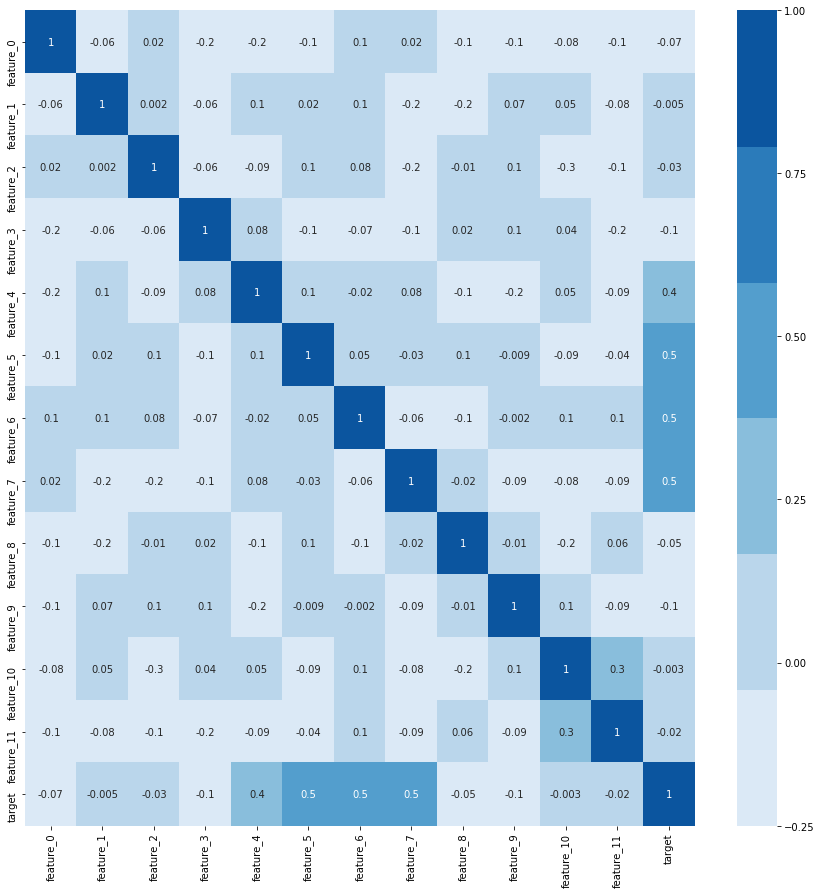 feature_0 1 -0.06 0.02 -0.2 -0.2 -0.1 0.1 0.02 -0.1 -0.1 -0.08 -0.1 -0.07
feature_1 -0.06 1 0.002 -0.06 0.1 0.02 0.1 -0.2 -0.2 0.07 0.05 -0.08 -0.005
feature_2 0.02 0.002 1 -0.06 -0.09 0.1 0.08 -0.2 -0.01 0.1 -0.3 -0.1 -0.03
feature_3 -0.2 -0.06 -0.06 1 0.08 -0.1 -0.07 -0.1 0.02 0.1 0.04 -0.2 -0.1
feature_4 -0.2 0.1 -0.09 0.08 1 0.1 -0.02 0.08 -0.1 -0.2 0.05 -0.09 0.4
feature_5 -0.1 0.02 0.1 -0.1 0.1 1 0.05 -0.03 0.1 -0.009 -0.09 -0.04 0.5
feature_6 0.1 0.1 0.08 -0.07 -0.02 0.05 1 -0.06 -0.1 -0.002 0.1 0.1 0.5
feature_7 0.02 -0.2 -0.2 -0.1 0.08 -0.03 -0.06 1 -0.02 -0.09 -0.08 -0.09 0.5
feature_8 -0.1 -0.2 -0.01 0.02 -0.1 0.1 -0.1 -0.02 1 -0.01 -0.2 0.06 -0.05
feature_9 -0.1 0.07 0.1 0.1 -0.2 -0.009 -0.002 -0.09 -0.01 1 0.1 -0.09 -0.1
feature_10 -0.08 0.05 -0.3 0.04 0.05 -0.09 0.1 -0.08 -0.2 0.1 1 0.3 -0.003
feature_11 -0.1 -0.08 -0.1 -0.2 -0.09 -0.04 0.1 -0.09 0.06 -0.09 0.3 1 -0.02
target -0.07 -0.005 -0.03 -0.1 0.4 0.5 0.5 0.5 -0.05 -0.1 -0.003 -0.02 1
feature_0 feature_1 feature_2 feature_3 feature_4 feature_5 feature_6 feature_7 feature_8 feature_9 feature_10 feature_11 target
1.00
0.75
0.50
0.25
0.00
−0.25